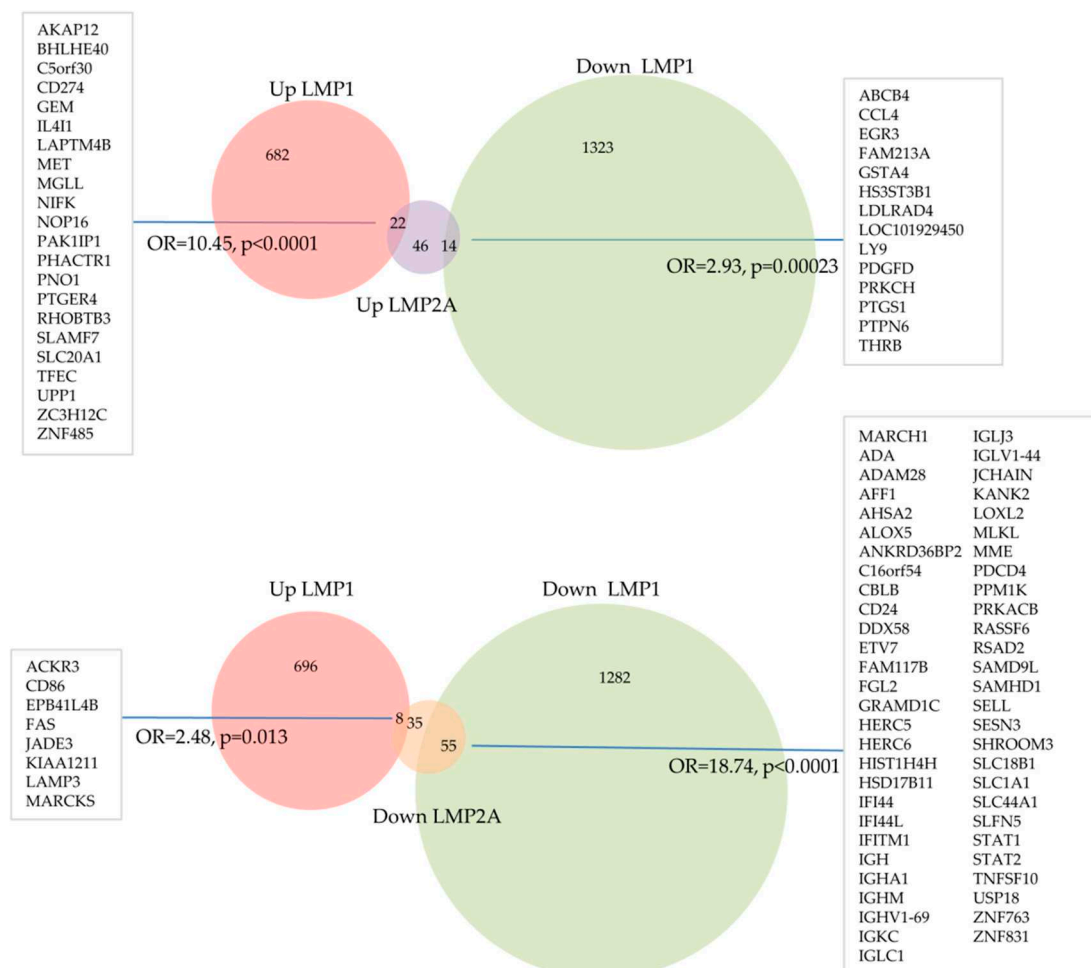 AKAP12
BHLHE40
C5orf30
CD274
GEM
IL4I1
LAPTM4B
MET
MGLL
NIFK
NOP16
PAK1IP1
PHACTR1
PNO1
PTGER4
RHOBTB3
SLAMF7
SLC20A1
TFEC
UPP1
ZC3H12C
ZNF485
Up LMP1
Down LMP1
682
1323
22
46
14
OR=10.45, p<0.0001
OR=2.93, p=0.00023
Up LMP2A
ABCB4
CCL4
EGR3
FAM213A
GSTA4
HS3ST3B1
LDLRAD4
LOC101929450
LY9
PDGFD
PRKCH
PTGS1
PTPN6
THRB
ACKR3
CD86
EPB41L4B
FAS
JADE3
KIAA1211
LAMP3
MARCKS
Up LMP1
Down LMP1
696
1282
8
35
55
OR=2.48, p=0.013
OR=18.74, p<0.0001
Down LMP2A
MARCH1
ADA
ADAM28
AFF1
AHSA2
ALOX5
ANKRD36BP2
C16orf54
CBLB
CD24
DDX58
ETV7
FAM117B
FGL2
GRAMD1C
HERC5
HERC6
HIST1H4H
HSD17B11
IFI44
IFI44L
IFITM1
IGH
IGHA1
IGHM
IGHV1-69
IGKC
IGLC1
IGLJ3
IGLV1-44
JCHAIN
KANK2
LOXL2
MLKL
MME
PDCD4
PPM1K
PRKACB
RASSF6
RSAD2
SAMD9L
SAMHD1
SELL
SESN3
SHROOM3
SLC18B1
SLC1A1
SLC44A1
SLFN5
STAT1
STAT2
TNFSF10
USP18
ZNF763
ZNF831